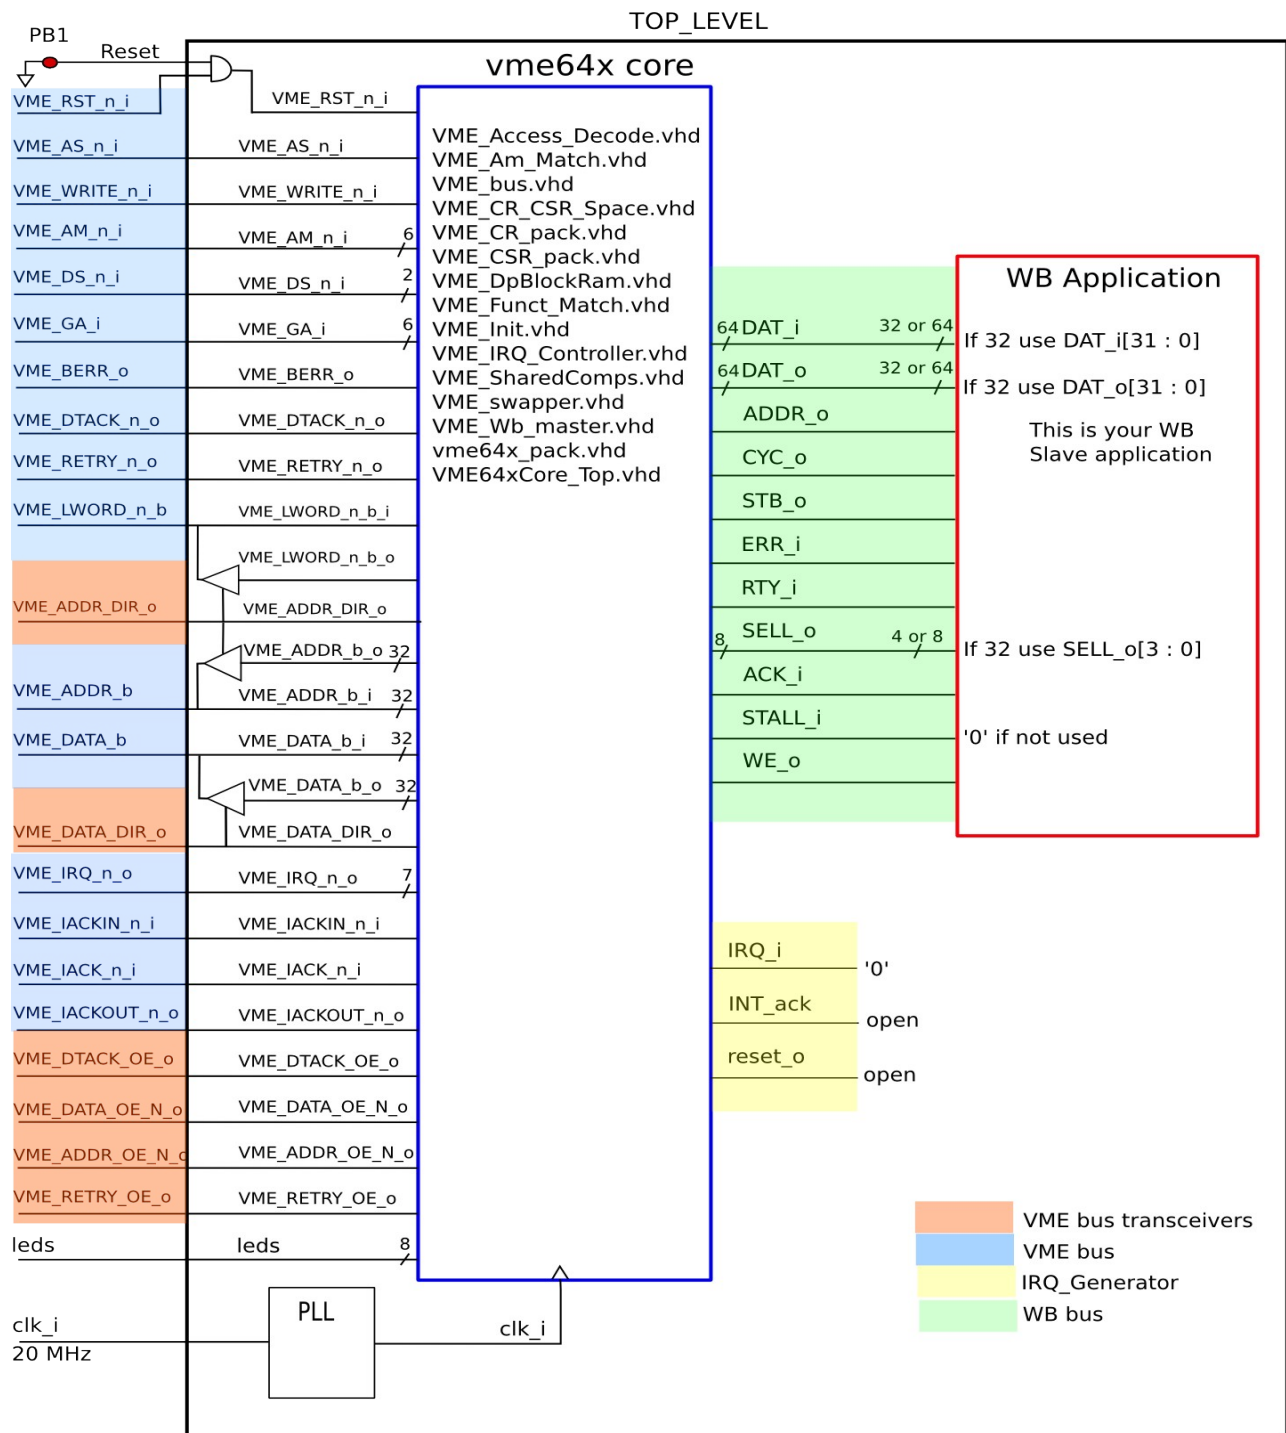 TOP_LEVEL
PB1
Reset
vme64x core
VME_RST_n_i
VME_RST_n_i
VME_AS_n_i
VME_AS_n_i
VME_WRITE_n_i
VME_WRITE_n_i
VME_AM_n_i
VME_AM_n_i
6
VME_DS_n_i
VME_DS_n_i
2
VME_GA_i
VME_GA_i
6
VME_BERR_o
VME_BERR_o
VME_DTACK_n_o
VME_DTACK_n_o
VME_RETRY_n_o
VME_RETRY_n_o
VME_LWORD_n_b
VME_LWORD_n_b_i
VME_LWORD_n_b_o
VME_ADDR_DIR_o
VME_ADDR_DIR_o
VME_ADDR_b_o
32
VME_ADDR_b
VME_ADDR_b_i
32
VME_DATA_b
VME_DATA_b_i
32
VME_DATA_b_o
32
VME_DATA_DIR_o
VME_DATA_DIR_o
VME_IRQ_n_o
VME_IRQ_n_o
7
VME_IACKIN_n_i
VME_IACKIN_n_i
VME_IACK_n_i
VME_IACK_n_i
VME_IACKOUT_n_o
VME_IACKOUT_n_o
VME_DTACK_OE_o
VME_DTACK_OE_o
VME_DATA_OE_N_o
VME_DATA_OE_N_o
VME_ADDR_OE_N_o
VME_ADDR_OE_N_o
VME_RETRY_OE_o
VME_RETRY_OE_o
leds
leds
8
clk_i
20 MHz
PLL
clk_i
VME_Access_Decode.vhd
VME_Am_Match.vhd
VME_bus.vhd
VME_CR_CSR_Space.vhd
VME_CR_pack.vhd
VME_CSR_pack.vhd
VME_DpBlockRam.vhd
VME_Funct_Match.vhd
VME_Init.vhd
VME_IRQ_Controller.vhd
VME_SharedComps.vhd
VME_swapper.vhd
VME_Wb_master.vhd
vme64x_pack.vhd
VME64xCore_Top.vhd
64 DAT_i 32 or 64
64 DAT_o 32 or 64
ADDR_o
CYC_o
STB_o
ERR_i
RTY_i
8 SELL_o 4 or 8
ACK_i
STALL_i
WE_o
WB Application
If 32 use DAT_i[31 : 0]
If 32 use DAT_o[31 : 0]
This is your WB
Slave application
If 32 use SELL_o[3 : 0]
'0' if not used
IRQ_i
'0'
INT_ack
open
reset_o
open
VME bus transceivers
VME bus
IRQ_Generator
WB bus